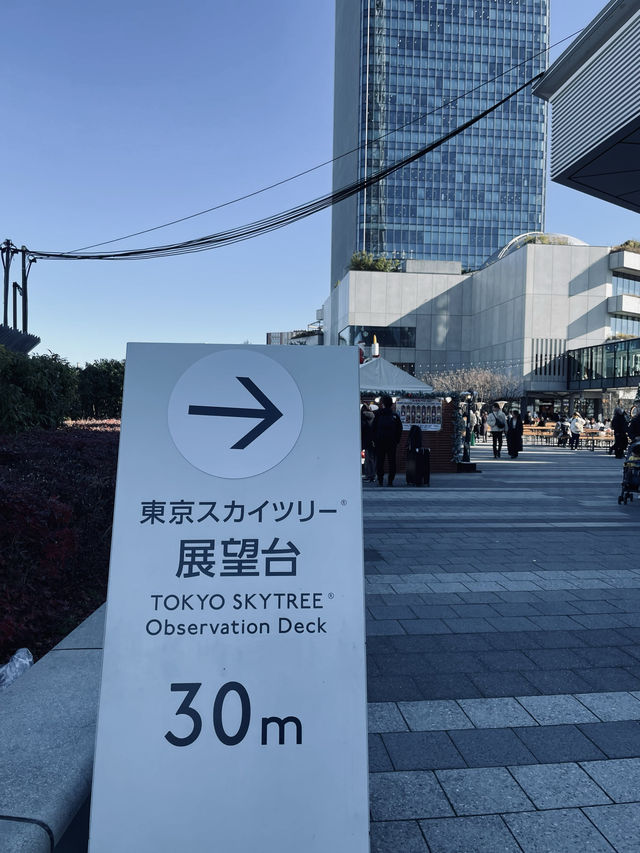 →
東京スカイツリー®
展望台
TOKYO SKYTREE®
Observation Deck
30m